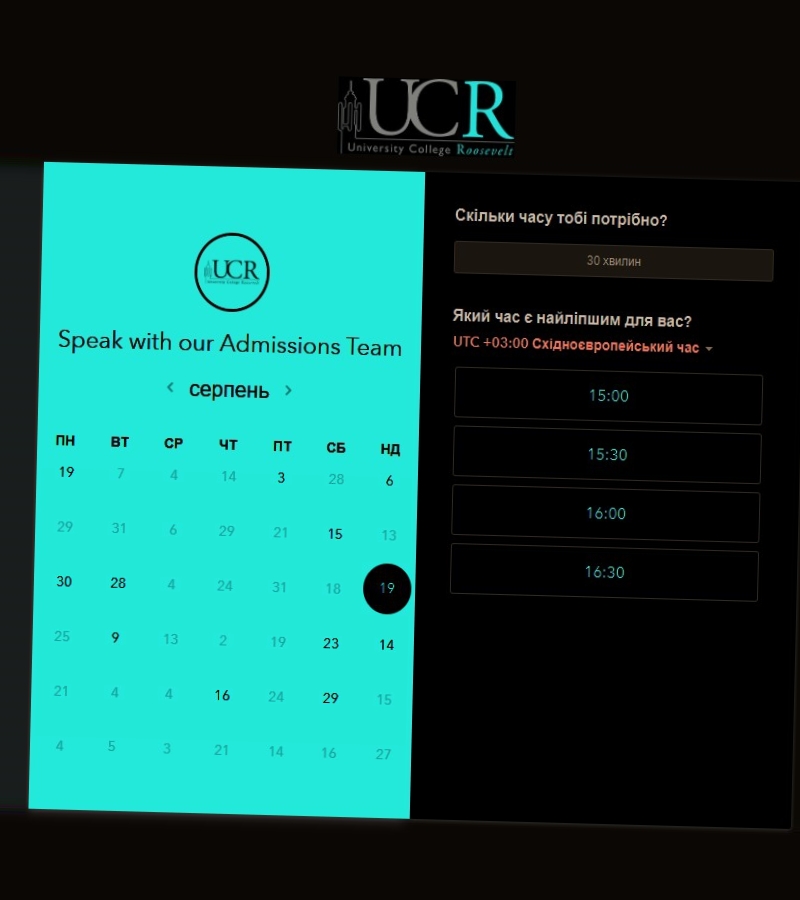 UCR
University College Roosevelt
UCR
University College Roosevelt
Speak with our Admissions Team
серпень
ПН ВТ СР ЧТ ПТ СБ НД
19 7 4 14 3 28 6
29 31 6 29 21 15 13
30 28 4 24 31 18 19
25 9 13 2 19 23 14
21 4 4 16 24 29 15
4 5 3 21 14 16 27
Скільки часу тобі потрібно?
30 хвилин
Який час є найліпшим для вас?
UTC +03:00 Східноєвропейський час
15:00
15:30
16:00
16:30